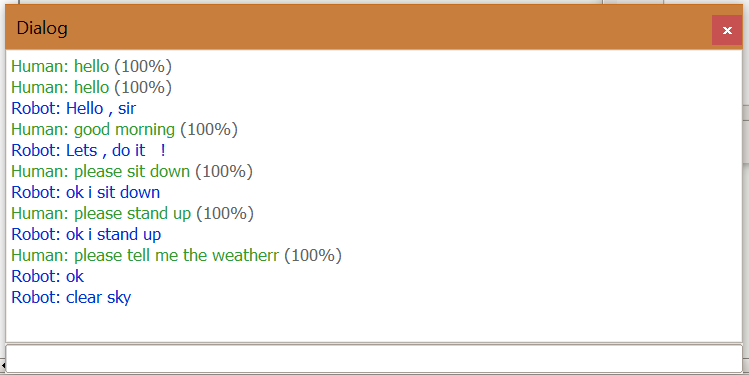 Dialog
x
Human: hello (100%)
Human: hello (100%)
Robot: Hello , sir
Human: good morning (100%)
Robot: Lets , do it   !
Human: please sit down (100%)
Robot: ok i sit down
Human: please stand up (100%)
Robot: ok i stand up
Human: please tell me the weatherr (100%)
Robot: ok
Robot: clear sky